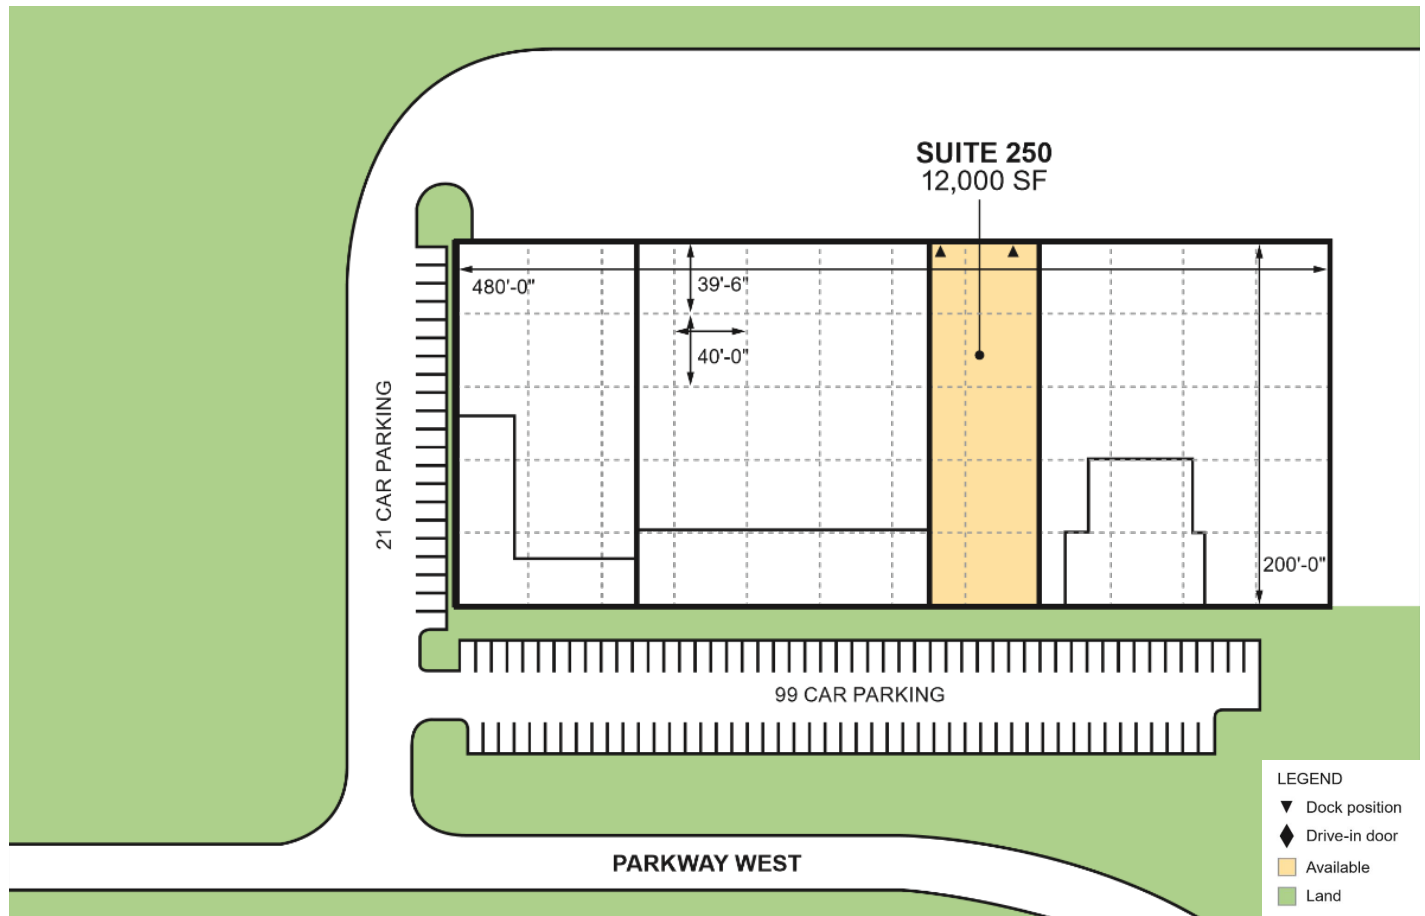 SUITE 250
12,000 SF
480'-0"
39'-6"
40'-0"
21 CAR PARKING
200'-0"
99 CAR PARKING
PARKWAY WEST
LEGEND
Dock position
Drive-in door
Available
Land